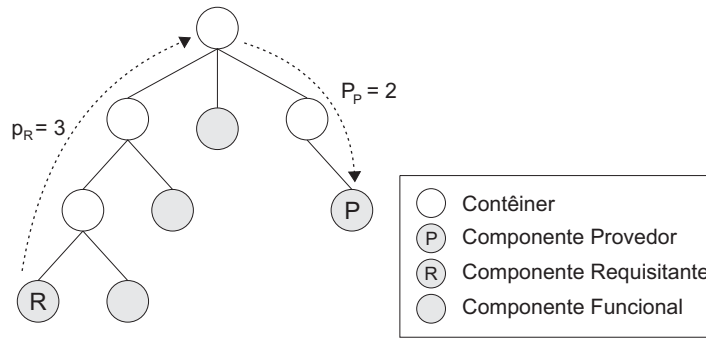 P_P = 2
p_R = 3
P
R
Contêiner
P Componente Provedor
R Componente Requisitante
Componente Funcional